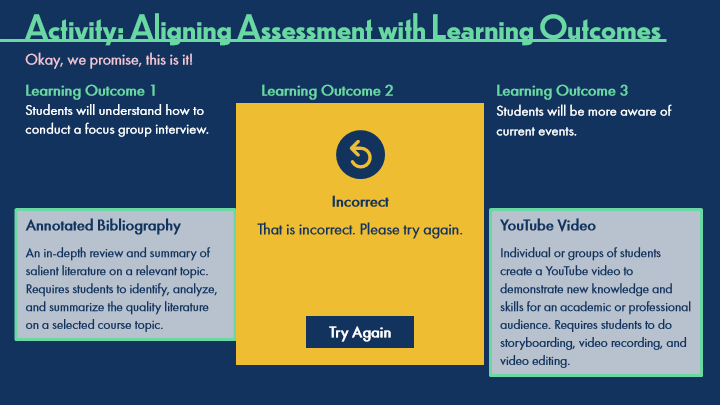 Activity: Aligning Assessment with Learning Outcomes
Okay, we promise, this is it!
Learning Outcome 1
Students will understand how to
conduct a focus group interview.
Learning Outcome 2
Learning Outcome 3
Students will be more aware of
current events.
Incorrect
That is incorrect. Please try again.
Try Again
Annotated Bibliography
An in-depth review and summary of
salient literature on a relevant topic.
Requires students to identify, analyze,
and summarize the quality literature
on a selected course topic.
YouTube Video
Individual or groups of students
create a YouTube video to
demonstrate new knowledge and
skills for an academic or professional
audience. Requires students to do
storyboarding, video recording, and
video editing.